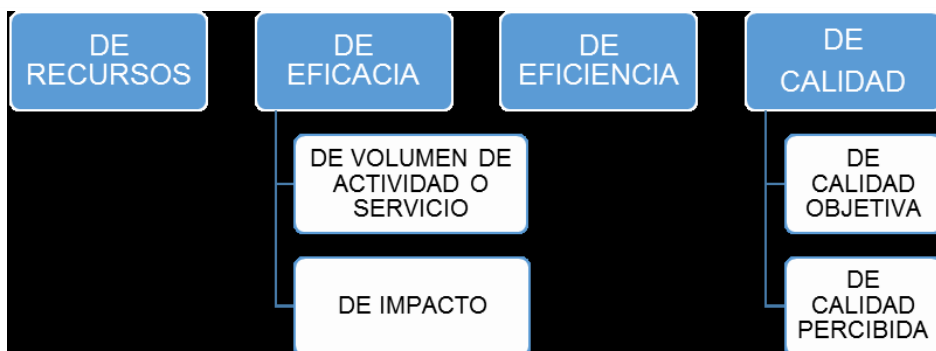 DE
RECURSOS
DE
EFICACIA
DE VOLUMEN DE
ACTIVIDAD O
SERVICIO
DE IMPACTO
DE
EFICIENCIA
DE
CALIDAD
DE
CALIDAD
OBJETIVA
DE
CALIDAD
PERCIBIDA